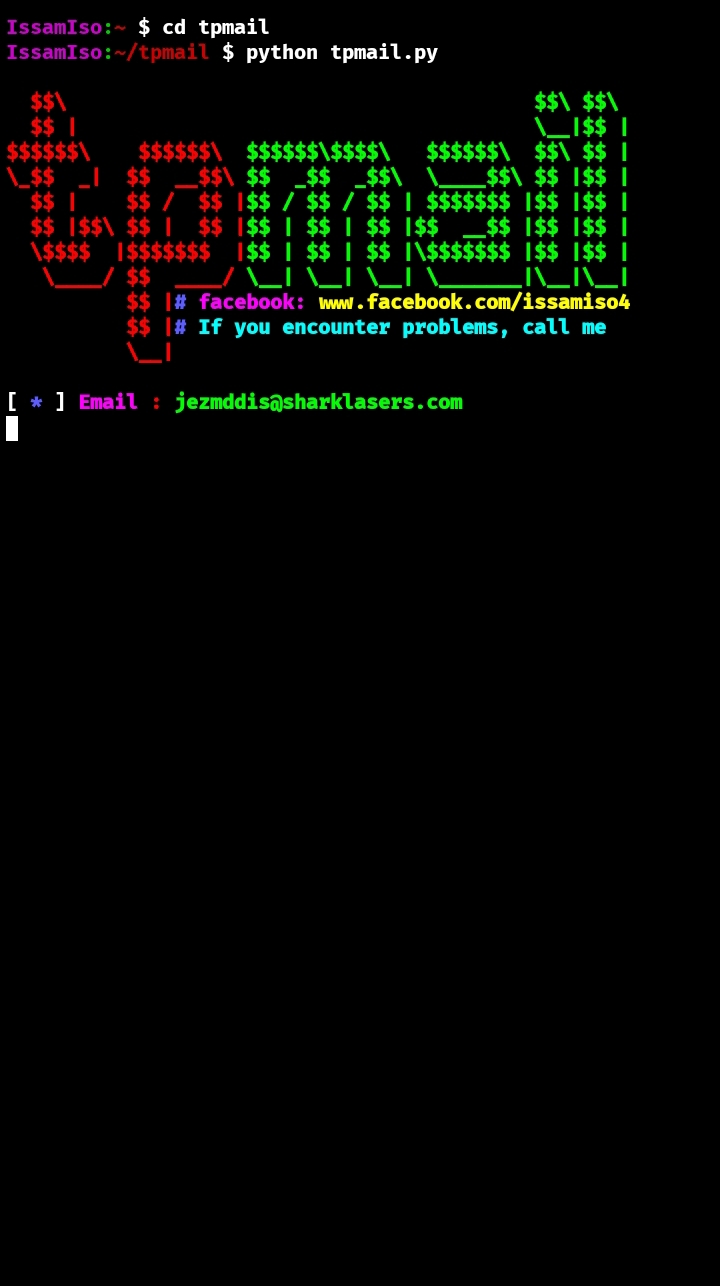 IssamIso:~ $ cd tpmail
IssamIso:~/tpmail $ python tpmail.py
  $$\                                       $$\ $$\
  $$ |                                      \__|$$ |
$$$$$$\    $$$$$$\  $$$$$$\$$$$\   $$$$$$\  $$\ $$ |
\_$$  _|  $$  __$$\ $$  _$$  _$$\  \____$$\ $$ |$$ |
  $$ |    $$ /  $$ |$$ / $$ / $$ | $$$$$$$ |$$ |$$ |
  $$ |$$\ $$ |  $$ |$$ | $$ | $$ |$$  __$$ |$$ |$$ |
  \$$$$  |$$$$$$$  |$$ | $$ | $$ |\$$$$$$$ |$$ |$$ |
   \____/ $$  ____/ \__| \__| \__| \_______|\__|\__|
          $$ |# facebook: www.facebook.com/issamiso4
          $$ |# If you encounter problems, call me
          \__|
[ * ] Email : jezmddis@sharklasers.com